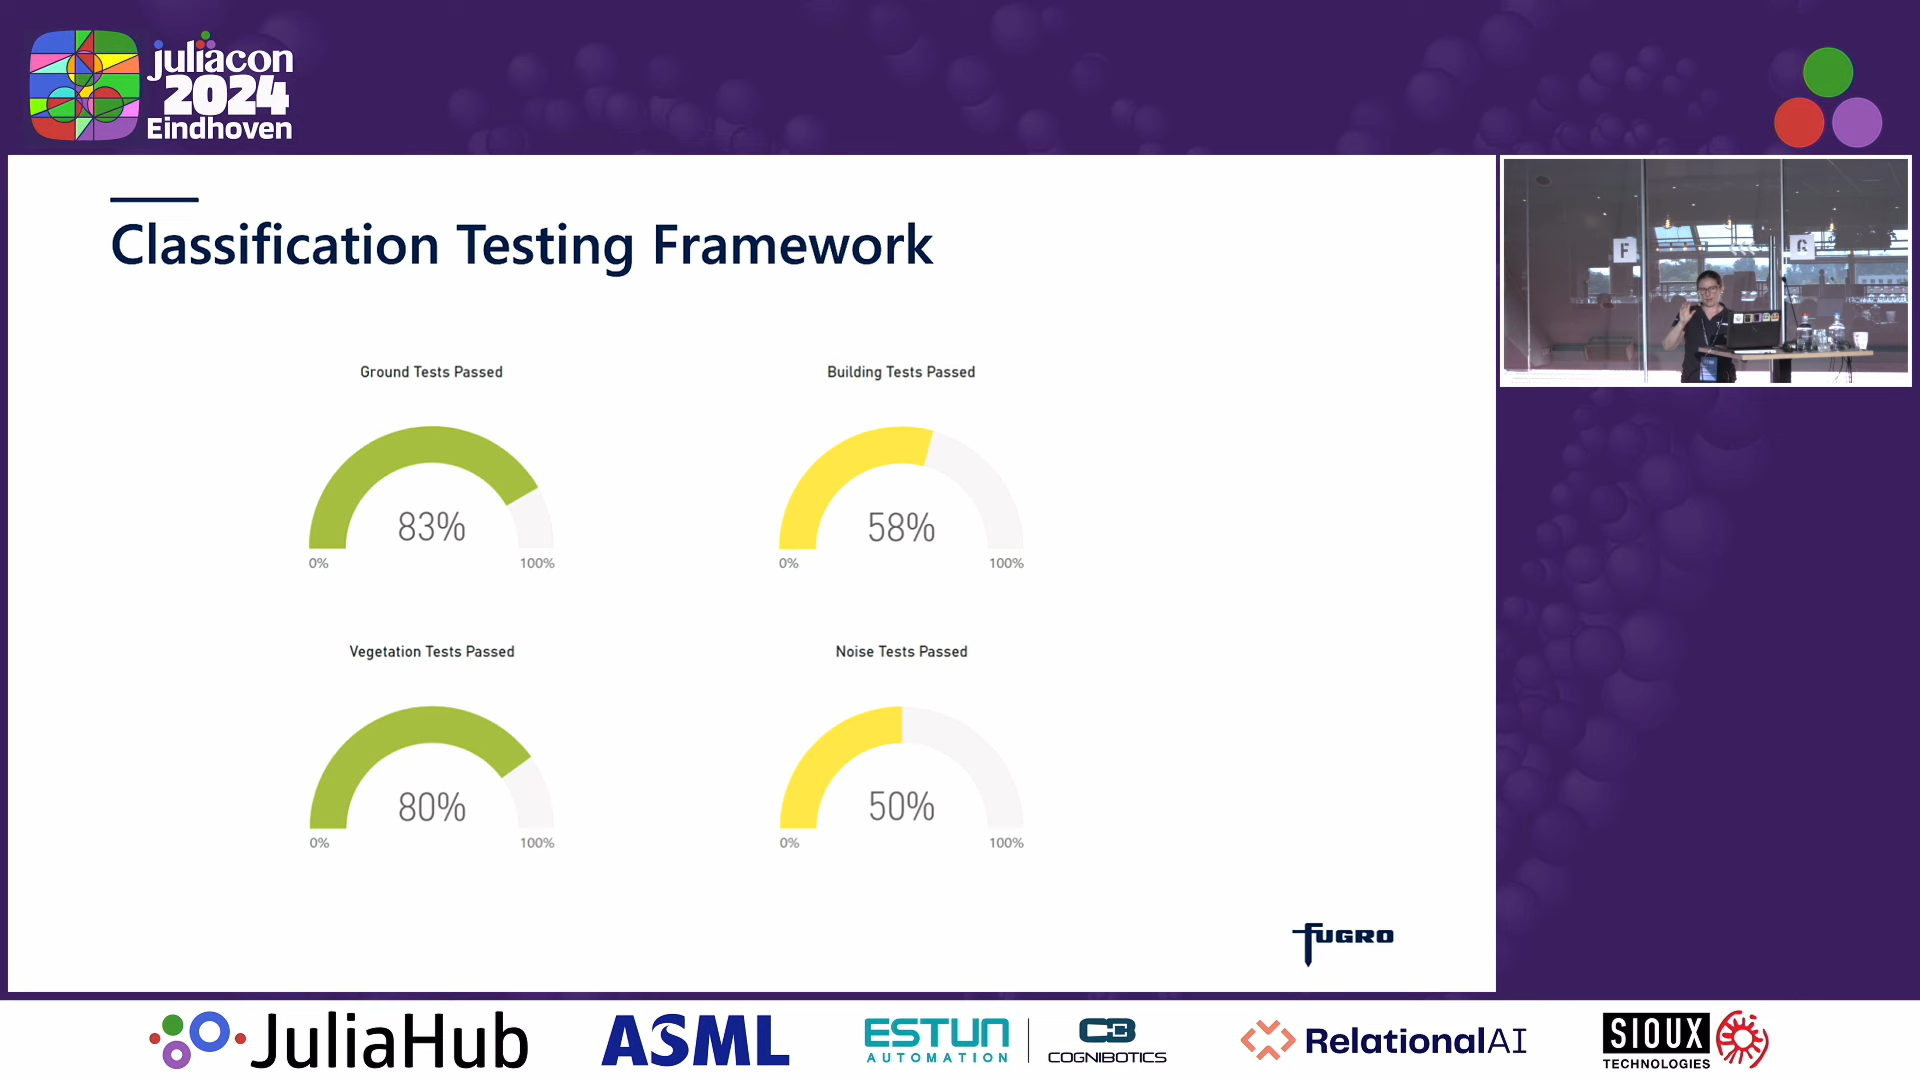 juliacon
2024
Eindhoven
Classification Testing Framework
Ground Tests Passed
83%
0%
100%
Building Tests Passed
58%
0%
100%
Vegetation Tests Passed
80%
0%
100%
Noise Tests Passed
50%
0%
100%
FUGRO
F
G
JuliaHub
ASML
ESTUN
AUTOMATION
COGNIBOTICS
RelationalAI
SIOUX
TECHNOLOGIES